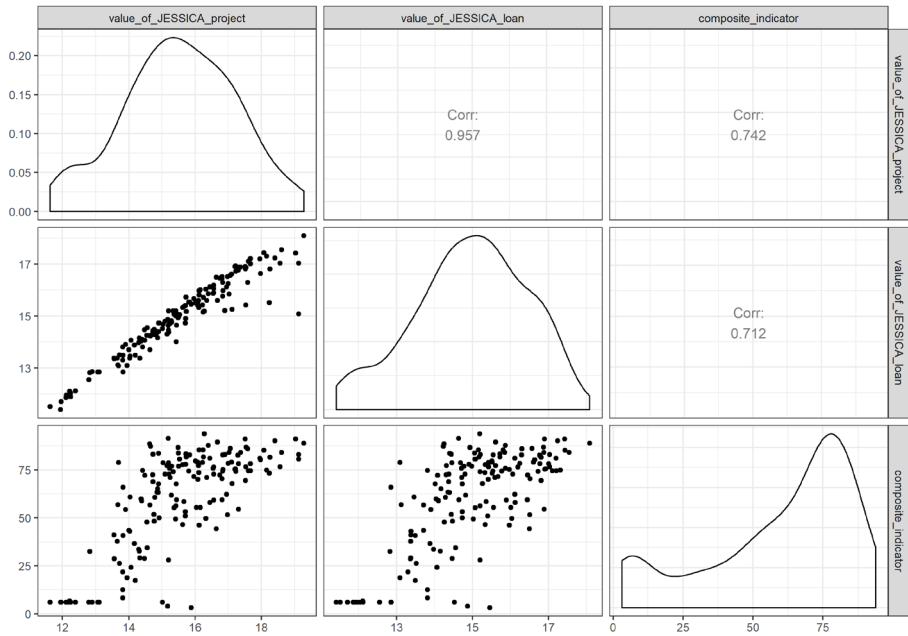 value_of_JESSICA_project
value_of_JESSICA_loan
composite_indicator
0.20
0.15
0.10
0.05
0.00
Corr:
0.957
Corr:
0.742
value_of_JESSICA_project
17
15
13
Corr:
0.712
value_of_JESSICA_loan
75
50
25
0
composite_indicator
12
14
16
18
13
15
17
0
25
50
75